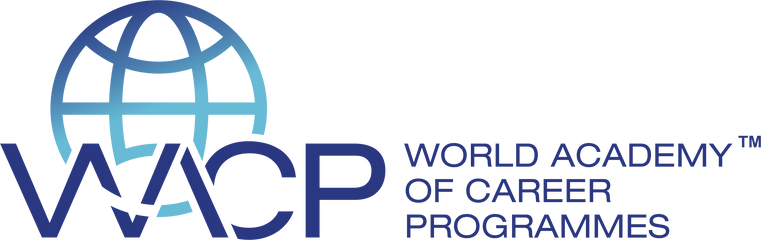 WACP
WORLD ACADEMY™
OF CAREER
PROGRAMMES